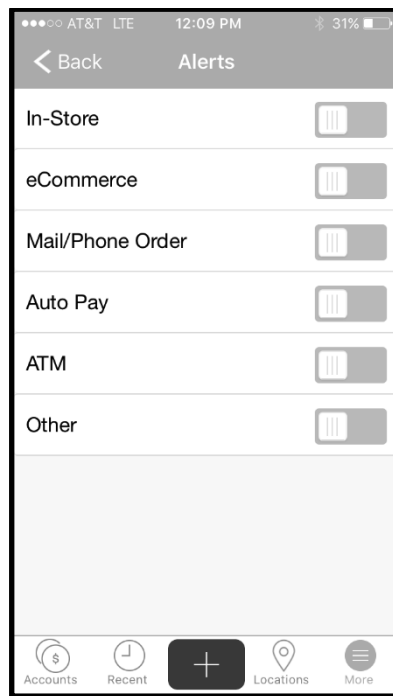 AT&T LTE 12:09 PM 31%
Back Alerts
In-Store
eCommerce
Mail/Phone Order
Auto Pay
ATM
Other
$
Accounts Recent Locations More